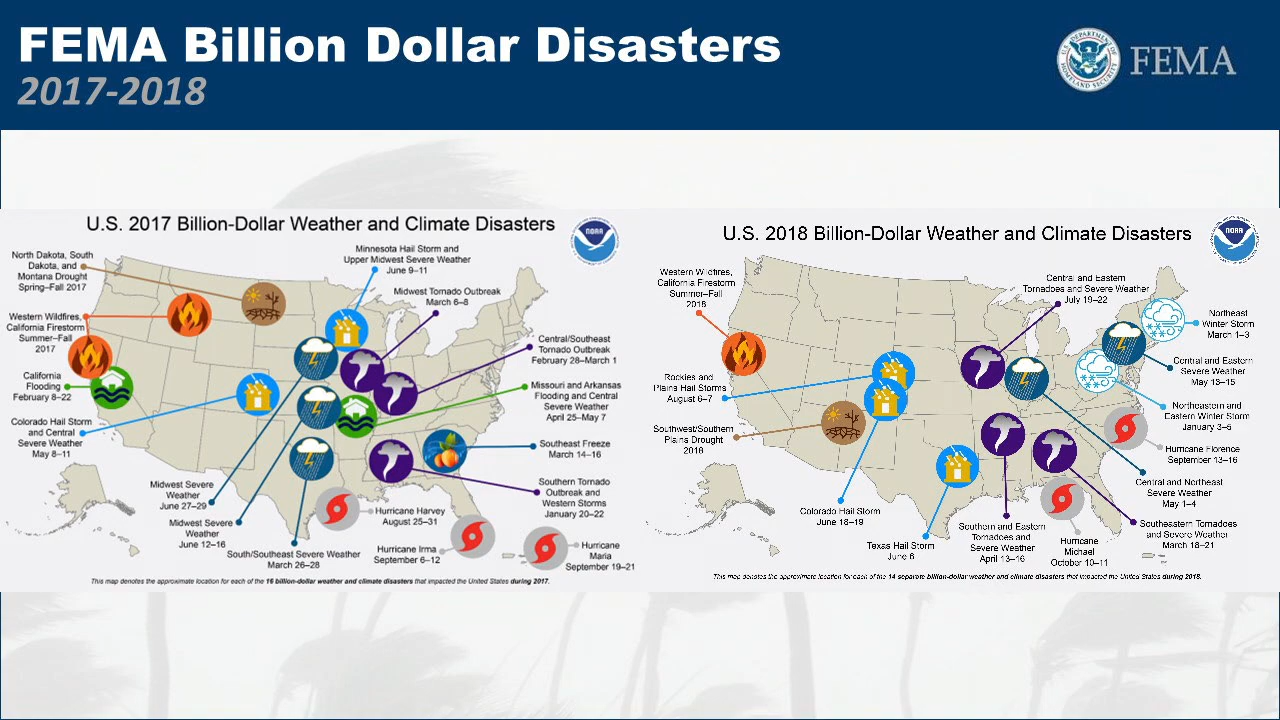 FEMA Billion Dollar Disasters
2017-2018
FEMA
U.S. 2017 Billion-Dollar Weather and Climate Disasters
NOAA
North Dakota, South
Dakota, and
Montana Drought
Spring–Fall 2017
Western Wildfires,
California Firestorm
Summer–Fall
2017
California
Flooding
February 8–22
Colorado Hail Storm
and Central
Severe Weather
May 8–11
Minnesota Hail Storm and
Upper Midwest Severe Weather
June 9–11
Midwest Tornado Outbreak
March 6–8
Central/Southeast
Tornado Outbreak
February 28–March 1
Missouri and Arkansas
Flooding and Central
Severe Weather
April 25–May 7
Southeast Freeze
March 14–16
Southern Tornado
Outbreak and
Western Storms
January 20–22
Midwest Severe
Weather
June 27–29
Midwest Severe
Weather
June 12–16
South/Southeast Severe Weather
March 26–28
Hurricane Harvey
August 25–31
Hurricane Irma
September 6–12
Hurricane
Maria
September 19–21
This map denotes the approximate location for each of the 16 billion-dollar weather and climate disasters that impacted the United States during 2017.
U.S. 2018 Billion-Dollar Weather and Climate Disasters
NOAA
Western Wildfires,
California Firestorm
Summer–Fall
2018
Rockies and
Plains Hail Storms
August 6–7
Southwest/Southern
Plains Drought
2018
Central and Eastern
Tornadoes and Severe Weather
July 19–22
Northeast
Winter Storm
March 1–3
Central and Eastern
Severe Weather
Northeastern and
Eastern Winter Storm
January 3–5
Hurricane Florence
September 13–16
Central and Northeast
Severe Weather
May 1–4
Southeastern Tornadoes
and Severe Weather
March 18–21
Colorado Hail Storm
June 18–19
Texas Hail Storm
June 6
Southern and Eastern
Severe Weather
April 13–16
Hurricane
Michael
October 10–11